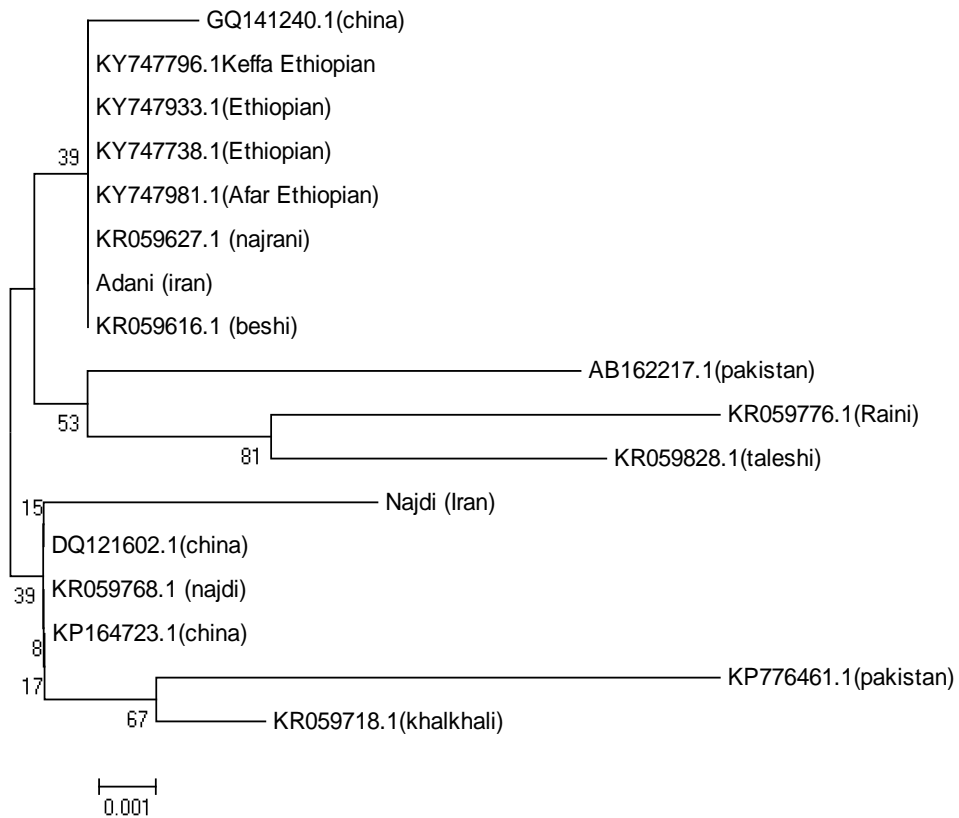 GQ141240.1(china)
KY747796.1Keffa Ethiopian
KY747933.1(Ethiopian)
KY747738.1(Ethiopian)
39
KY747981.1(Afar Ethiopian)
KR059627.1 (najrani)
Adani (iran)
KR059616.1 (beshi)
AB162217.1(pakistan)
53
KR059776.1(Raini)
81
KR059828.1(taleshi)
15
Najdi (Iran)
DQ121602.1(china)
KR059768.1 (najdi)
39
KP164723.1(china)
8
17
KP776461.1(pakistan)
67
KR059718.1(khalkhali)
0.001